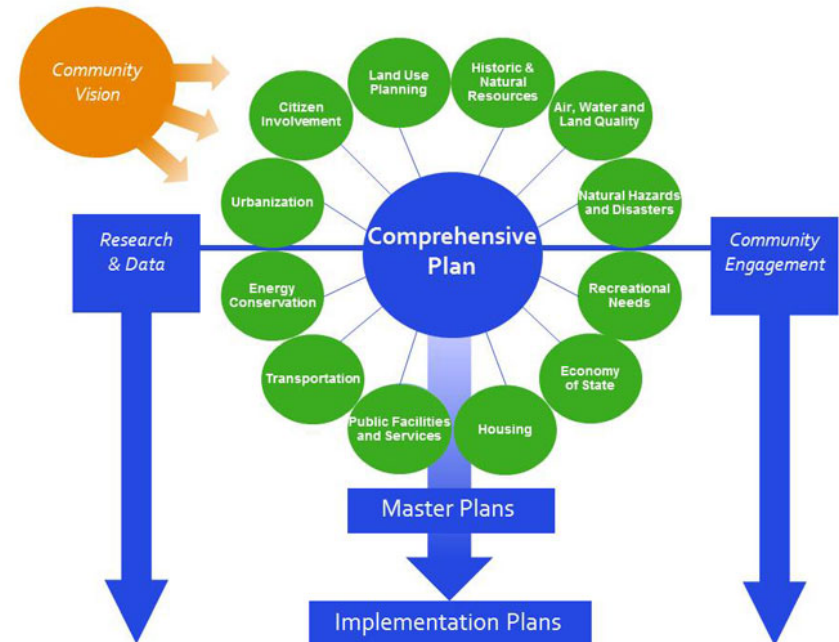 Community
Vision
Land Use
Planning
Historic &
Natural
Resources
Citizen
Involvement
Air, Water and
Land Quality
Urbanization
Natural Hazards
and Disasters
Research
& Data
Comprehensive
Plan
Community
Engagement
Energy
Conservation
Recreational
Needs
Transportation
Economy
of State
Public Facilities
and Services
Housing
Master Plans
Implementation Plans